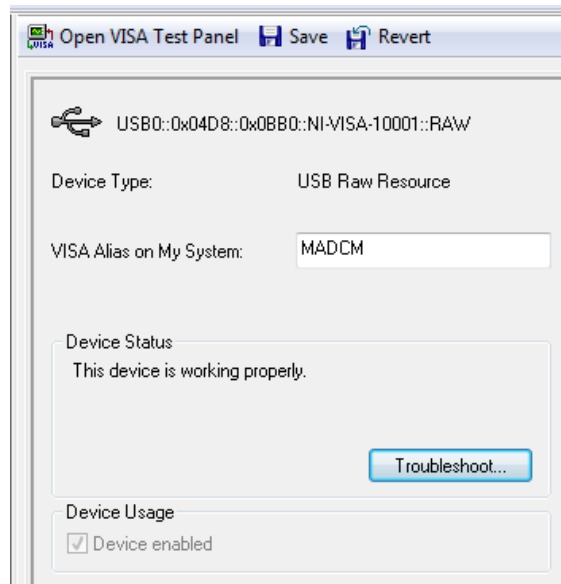 VISA Open VISA Test Panel Save Revert
USB0::0x04D8::0x0BB0::NI-VISA-10001::RAW
Device Type: USB Raw Resource
VISA Alias on My System: MADCM
Device Status
This device is working properly.
Troubleshoot...
Device Usage
Device enabled